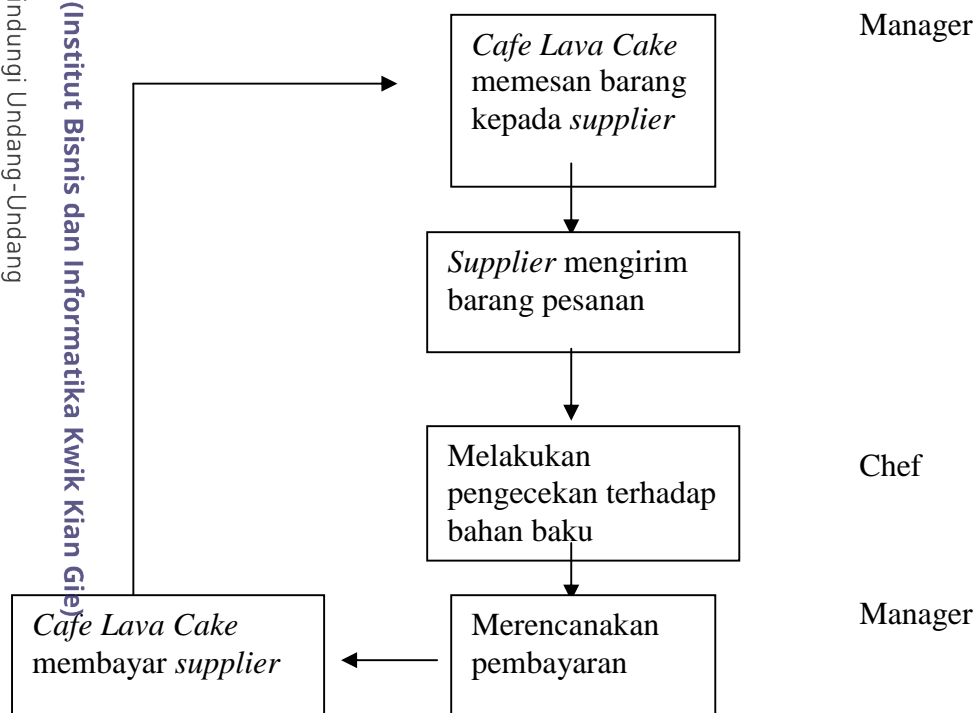 Manager
Cafe Lava Cake
memesan barang
kepada supplier
Supplier mengirim
barang pesanan
Melakukan
pengecekan terhadap
bahan baku
Chef
Merencanakan
pembayaran
Manager
Cafe Lava Cake
membayar supplier
(Institut Bisnis dan Informatika Kwik Kian Gie)
indungi Undang-Undang